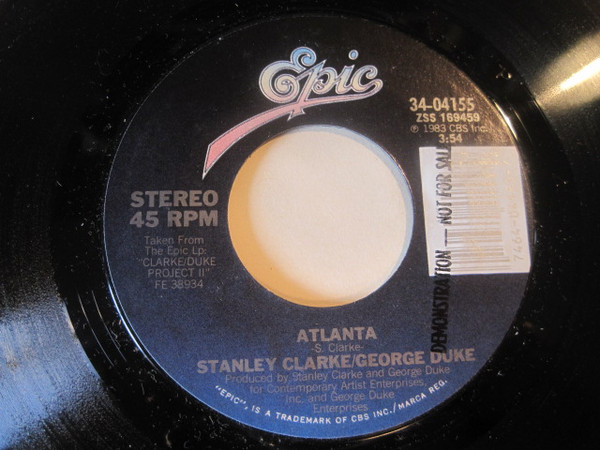 Epic
34-04155
ZSS 169459
℗ 1983 CBS Inc.
3:54
STEREO
45 RPM
Taken From
The Epic Lp:
"CLARKE/DUKE
PROJECT II"
FE 38934
DEMONSTRATION — NOT FOR SALE
ATLANTA
-S. Clarke-
STANLEY CLARKE/GEORGE DUKE
Produced by Stanley Clarke and George Duke
for Contemporary Artist Enterprises,
Inc. and George Duke
Enterprises
"EPIC", IS A TRADEMARK OF CBS INC./MARCA REG.